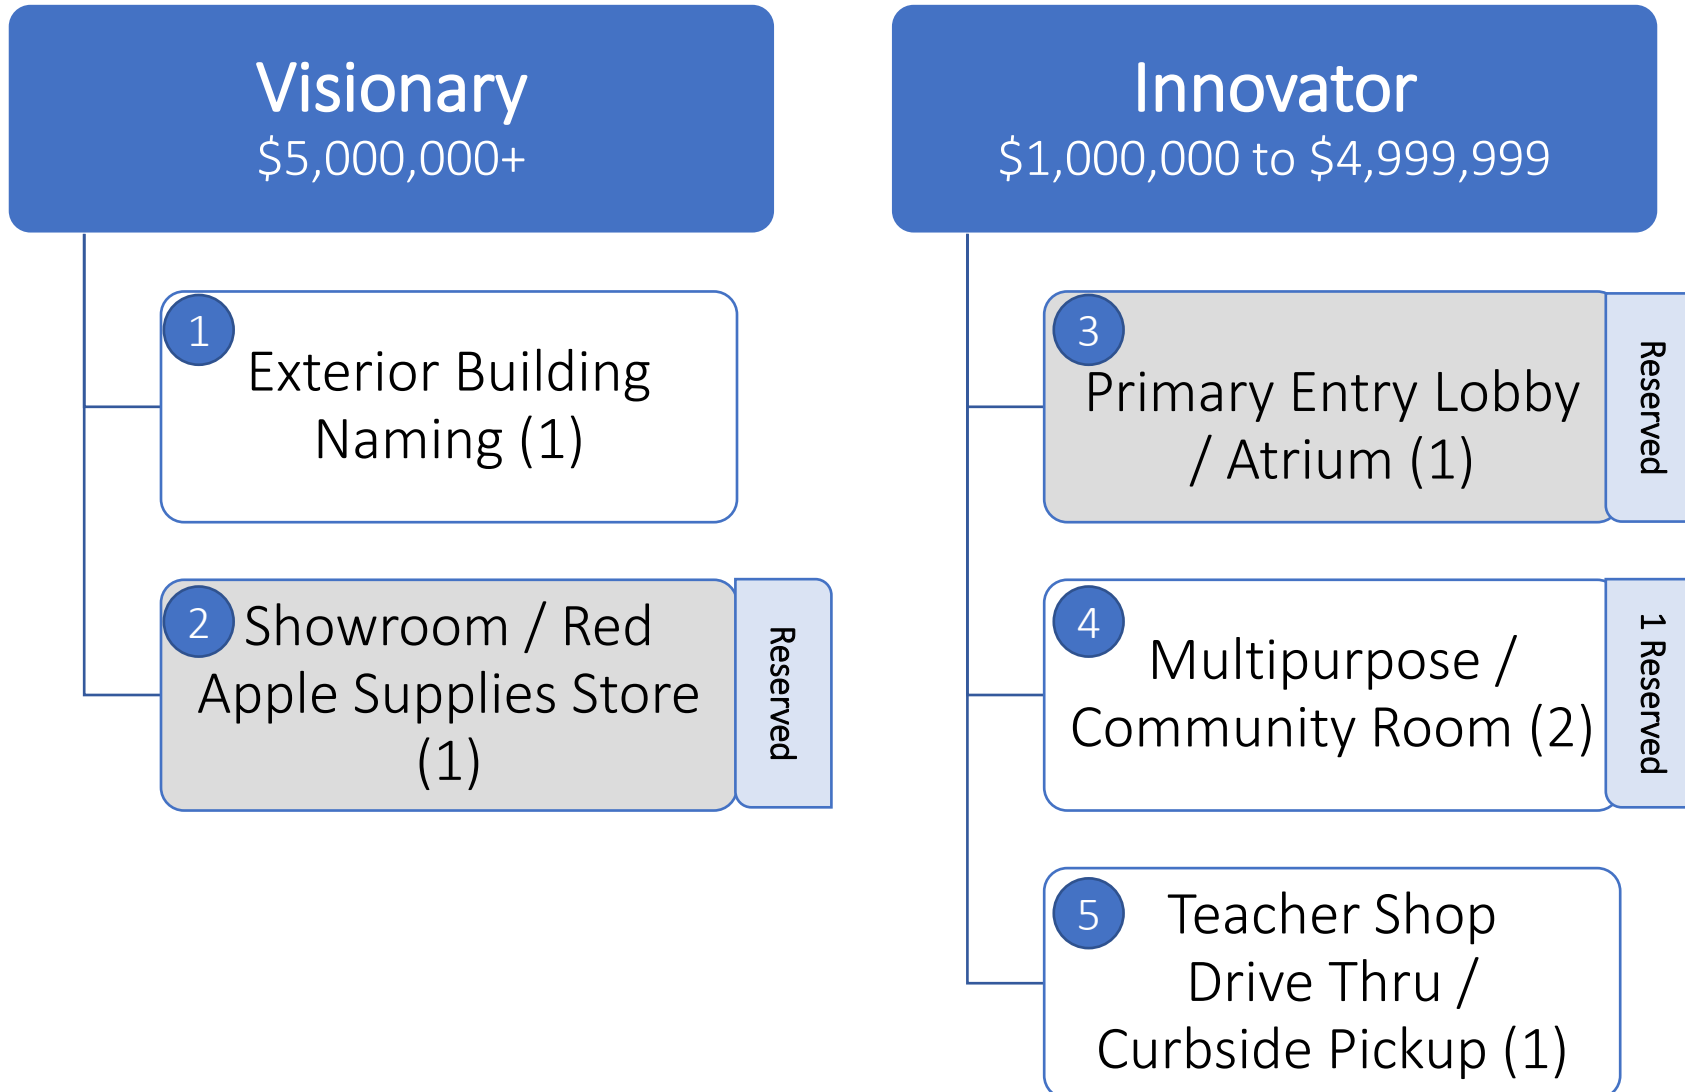 Visionary
$5,000,000+
1
Exterior Building
Naming (1)
2
Showroom / Red
Apple Supplies Store
(1)
Reserved
Innovator
$1,000,000 to $4,999,999
3
Primary Entry Lobby
/ Atrium (1)
Reserved
4
Multipurpose /
Community Room (2)
1 Reserved
5
Teacher Shop
Drive Thru /
Curbside Pickup (1)